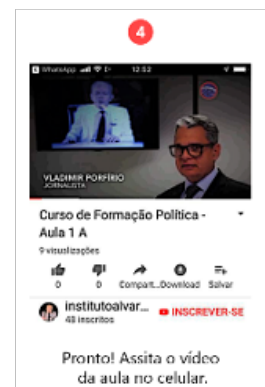 4
WhatsApp
12:52
VLADIMIR PORFÍRIO
JORNALISTA
Curso de Formação Política -
Aula 1 A
9 visualizações
0 0 Compart... Download Salvar
institutoalvar... INSCREVER-SE
48 inscritos
Pronto! Assita o vídeo
da aula no celular.